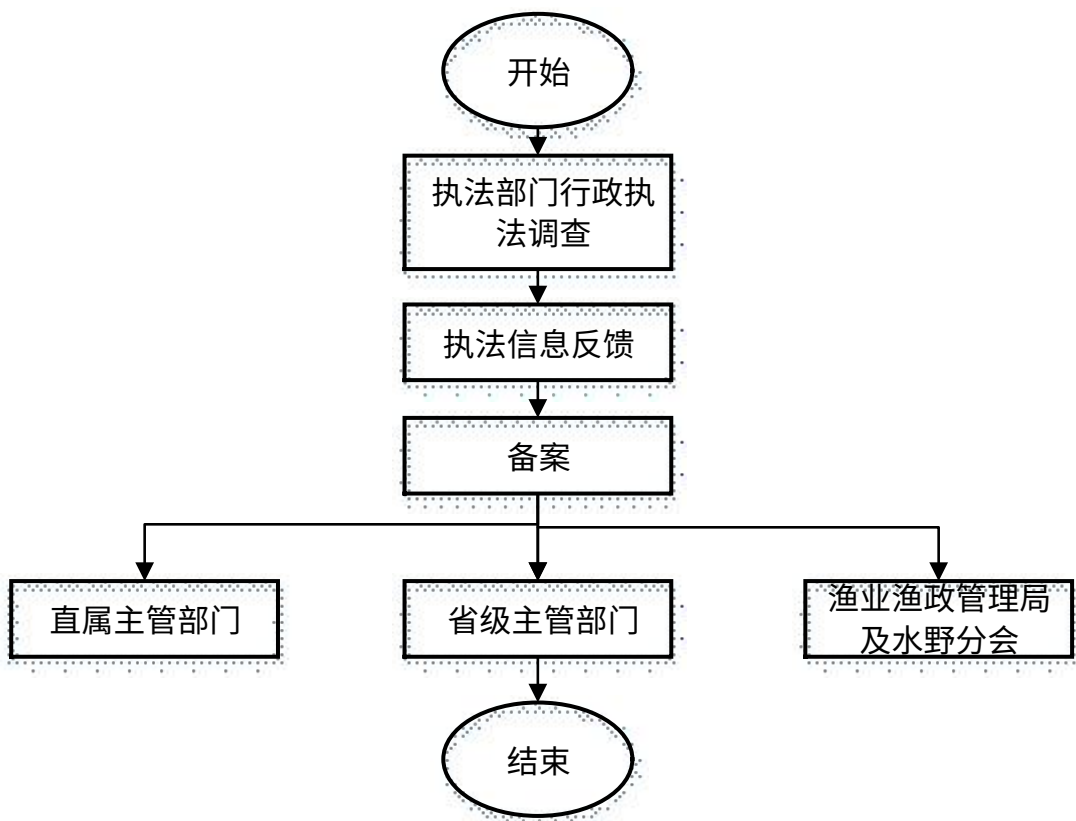 开始
执法部门行政执
法调查
执法信息反馈
备案
直属主管部门
省级主管部门
渔业渔政管理局
及水野分会
结束